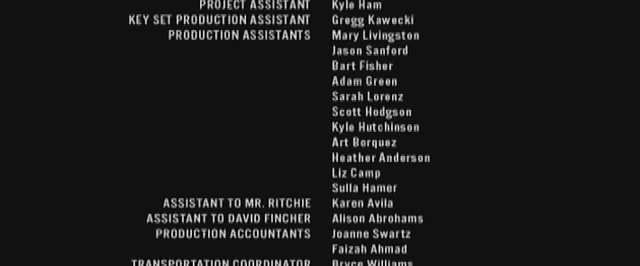 PROJECT ASSISTANT Kyle Ham
KEY SET PRODUCTION ASSISTANT Gregg Kawecki
PRODUCTION ASSISTANTS Mary Livingston
Jason Sanford
Bart Fisher
Adam Green
Sarah Lorenz
Scott Hodgson
Kyle Hutchinson
Art Borquez
Heather Anderson
Liz Camp
Sulla Hamer
ASSISTANT TO MR. RITCHIE Karen Avila
ASSISTANT TO DAVID FINCHER Alison Abrohams
PRODUCTION ACCOUNTANTS Joanne Swartz
Faizah Ahmad
TRANSPORTATION COORDINATOR Bryce Williams